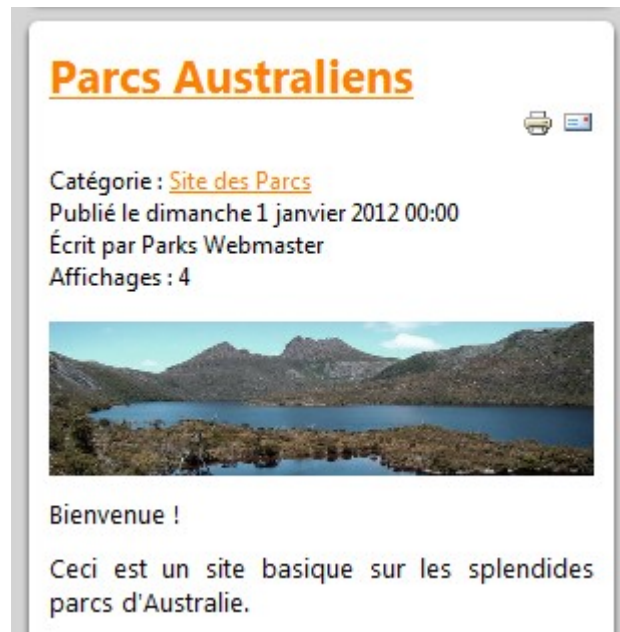 Parcs Australiens
Catégorie : Site des Parcs
Publié le dimanche 1 janvier 2012 00:00
Écrit par Parks Webmaster
Affichages : 4
Bienvenue !
Ceci est un site basique sur les splendides
parcs d'Australie.